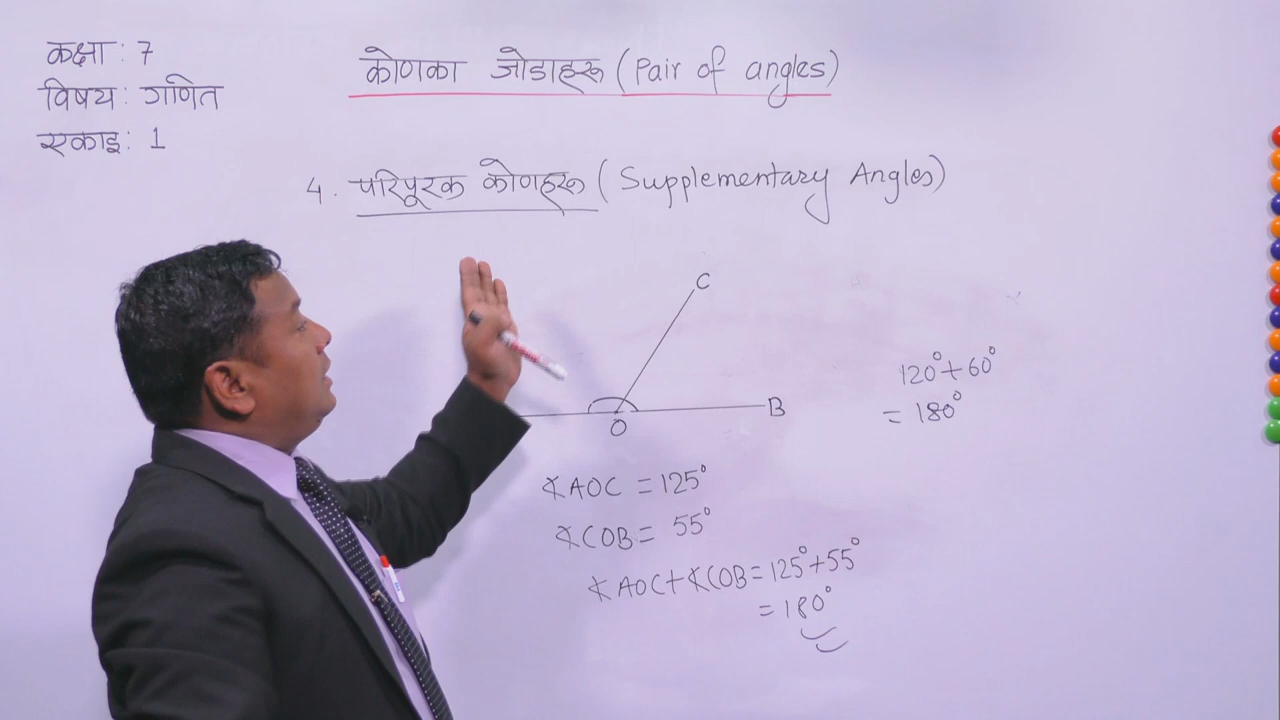 कक्षा : 7
विषय : गणित
एकाइ : 1
कोणका जोडाहरू (Pair of angles)
4. परिपूरक कोणहरू (Supplementary Angles)
C
O
B
120° + 60°
= 180°
∡AOC = 125°
∡COB = 55°
∡AOC + ∡COB = 125° + 55°
= 180°